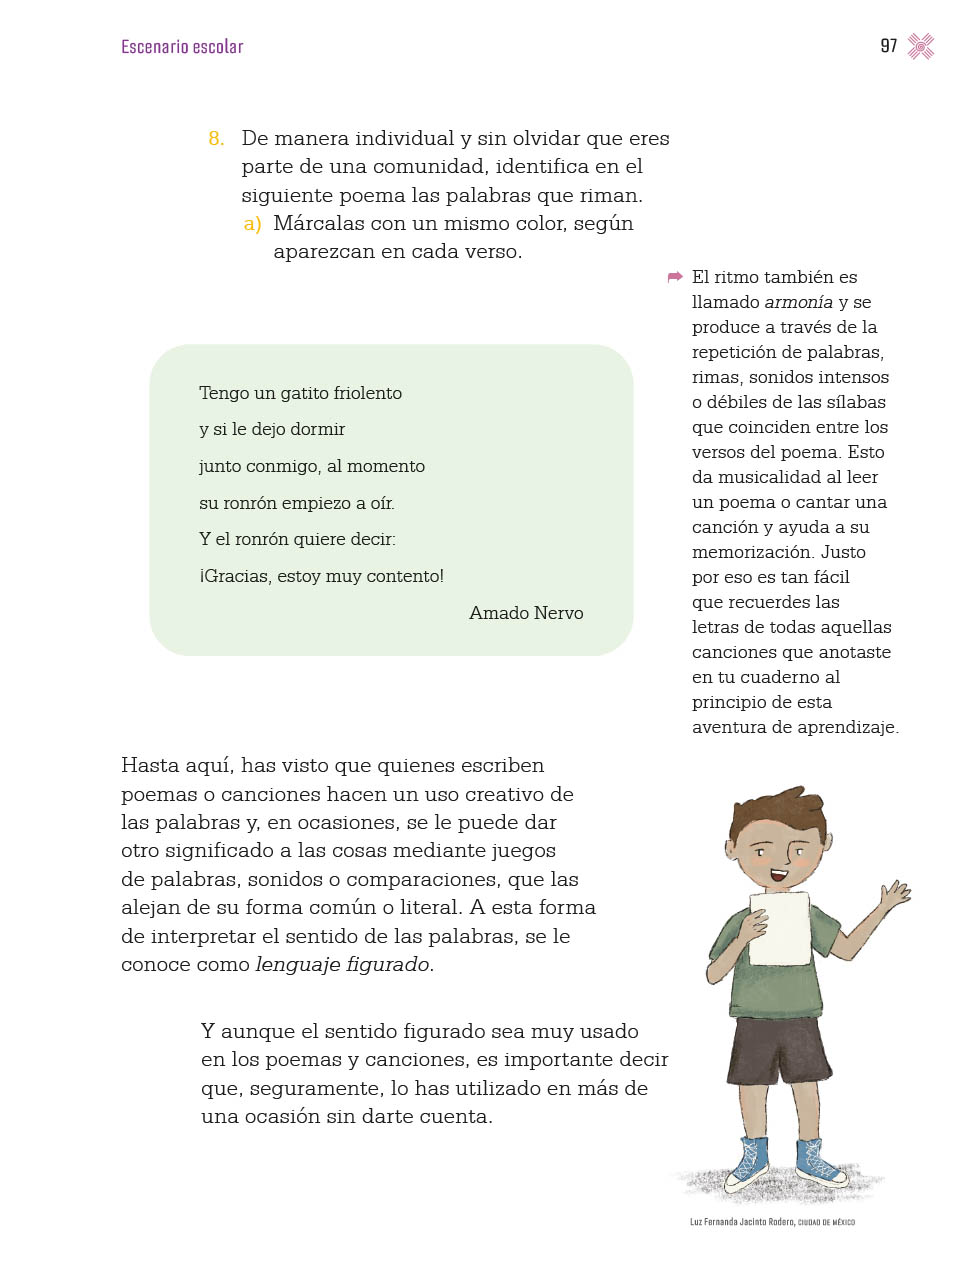 Escenario escolar
97
8. De manera individual y sin olvidar que eres
parte de una comunidad, identifica en el
siguiente poema las palabras que riman.
a) Márcalas con un mismo color, según
aparezcan en cada verso.
El ritmo también es
llamado armonía y se
produce a través de la
repetición de palabras,
rimas, sonidos intensos
o débiles de las sílabas
que coinciden entre los
versos del poema. Esto
da musicalidad al leer
un poema o cantar una
canción y ayuda a su
memorización. Justo
por eso es tan fácil
que recuerdes las
letras de todas aquellas
canciones que anotaste
en tu cuaderno al
principio de esta
aventura de aprendizaje.
Tengo un gatito friolento
y si le dejo dormir
junto conmigo, al momento
su ronrón empiezo a oír.
Y el ronrón quiere decir:
¡Gracias, estoy muy contento!
Amado Nervo
Hasta aquí, has visto que quienes escriben
poemas o canciones hacen un uso creativo de
las palabras y, en ocasiones, se le puede dar
otro significado a las cosas mediante juegos
de palabras, sonidos o comparaciones, que las
alejan de su forma común o literal. A esta forma
de interpretar el sentido de las palabras, se le
conoce como lenguaje figurado.
Y aunque el sentido figurado sea muy usado
en los poemas y canciones, es importante decir
que, seguramente, lo has utilizado en más de
una ocasión sin darte cuenta.
Luz Fernanda Jacinto Rodero, CIUDAD DE MÉXICO